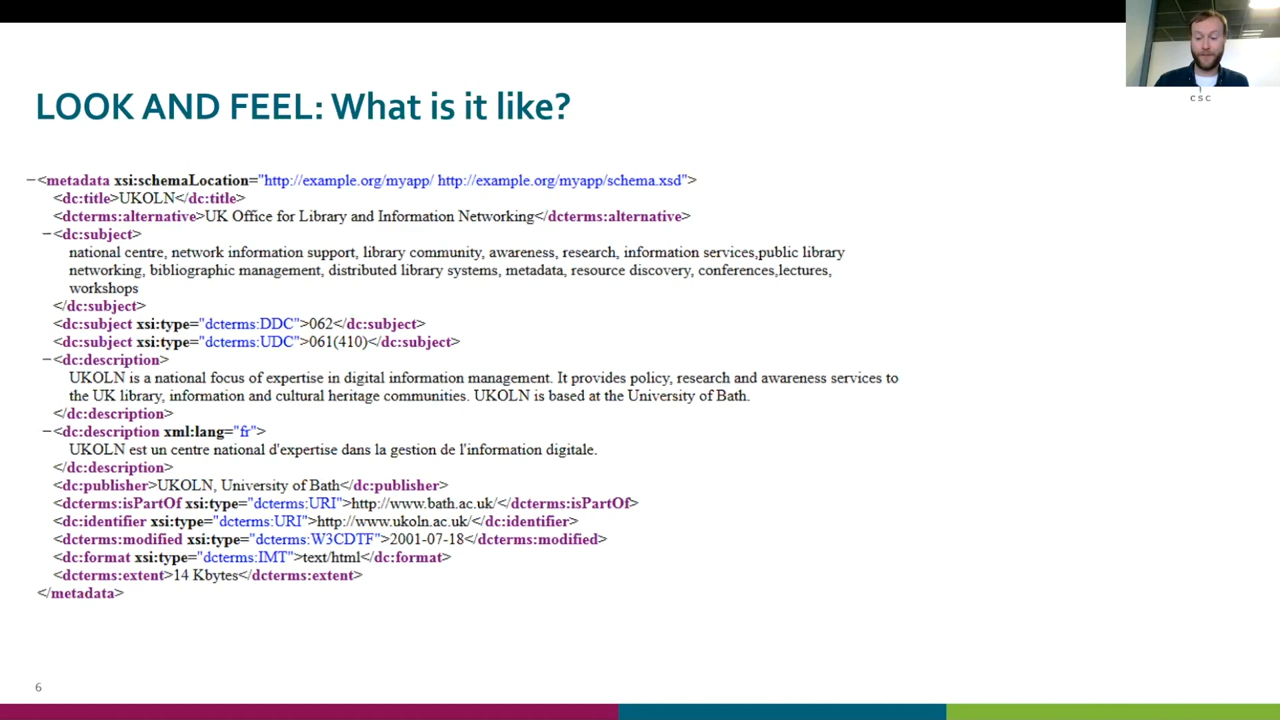 csc
LOOK AND FEEL: What is it like?
−<metadata xsi:schemaLocation="http://example.org/myapp/ http://example.org/myapp/schema.xsd">
<dc:title>UKOLN</dc:title>
<dcterms:alternative>UK Office for Library and Information Networking</dcterms:alternative>
−<dc:subject>
national centre, network information support, library community, awareness, research, information services,public library
networking, bibliographic management, distributed library systems, metadata, resource discovery, conferences,lectures,
workshops
</dc:subject>
<dc:subject xsi:type="dcterms:DDC">062</dc:subject>
<dc:subject xsi:type="dcterms:UDC">061(410)</dc:subject>
−<dc:description>
UKOLN is a national focus of expertise in digital information management. It provides policy, research and awareness services to
the UK library, information and cultural heritage communities. UKOLN is based at the University of Bath.
</dc:description>
−<dc:description xml:lang="fr">
UKOLN est un centre national d'expertise dans la gestion de l'information digitale.
</dc:description>
<dc:publisher>UKOLN, University of Bath</dc:publisher>
<dcterms:isPartOf xsi:type="dcterms:URI">http://www.bath.ac.uk/</dcterms:isPartOf>
<dc:identifier xsi:type="dcterms:URI">http://www.ukoln.ac.uk/</dc:identifier>
<dcterms:modified xsi:type="dcterms:W3CDTF">2001-07-18</dcterms:modified>
<dc:format xsi:type="dcterms:IMT">text/html</dc:format>
<dcterms:extent>14 Kbytes</dcterms:extent>
</metadata>
6